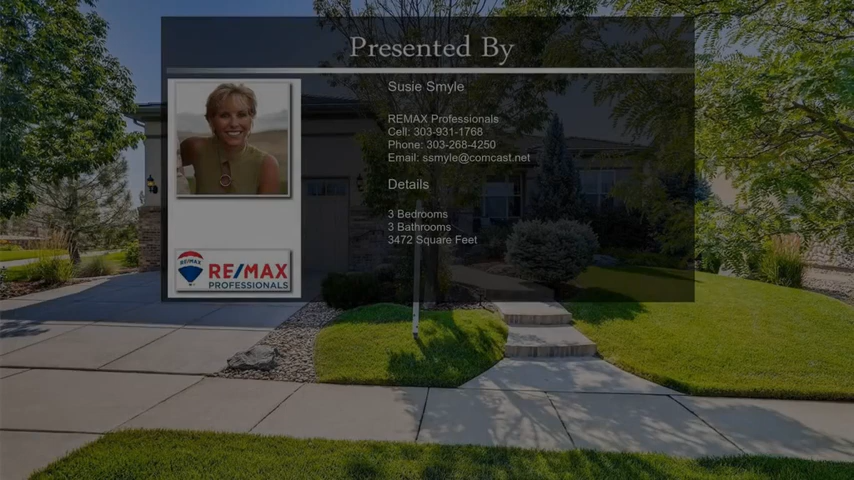 Presented By
Susie Smyle
REMAX Professionals
Cell: 303-931-1768
Phone: 303-268-4250
Email: ssmyle@comcast.net
Details
3 Bedrooms
3 Bathrooms
3472 Square Feet
RE/MAX
RE/MAX
PROFESSIONALS